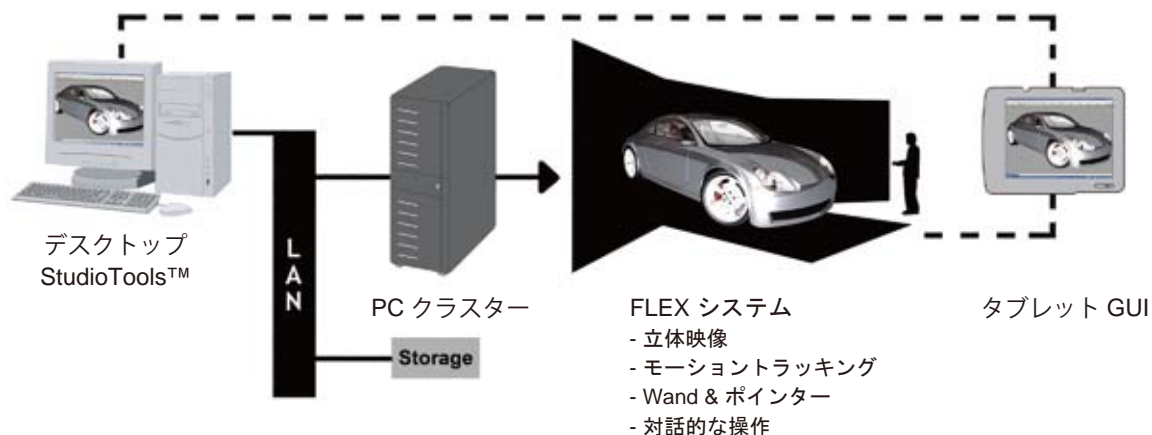 デスクトップ
StudioTools™
LAN
PC クラスター
Storage
FLEX システム
- 立体映像
- モーショントラッキング
- Wand & ポインター
- 対話的な操作
タブレット GUI